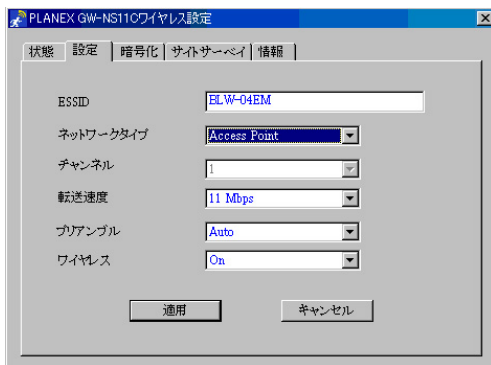 PLANEX GW-NS11Cワイヤレス設定
状態 設定 暗号化 サイトサーベイ 情報
ESSID BLW-04EM
ネットワークタイプ Access Point
チャンネル 1
転送速度 11 Mbps
プリアンブル Auto
ワイヤレス On
適用 キャンセル